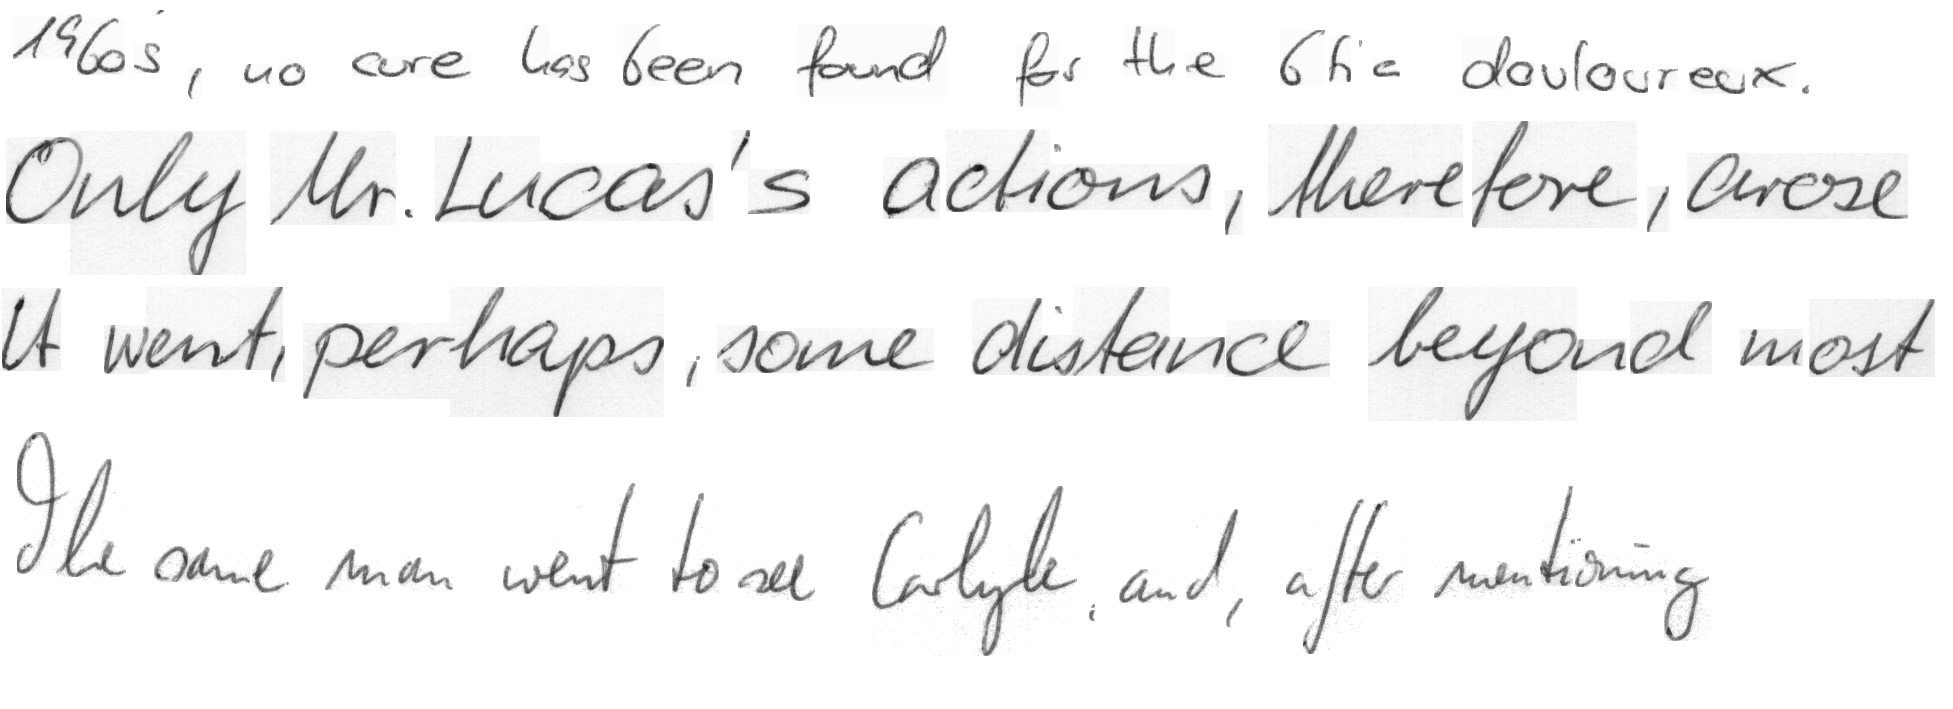 1960's, no cure has been found for the 6 tic douloureux.
Only Mr. Lucas's actions, therefore, arose
It went, perhaps, some distance beyond most
The same man went to see Carlyle, and, after mentioning